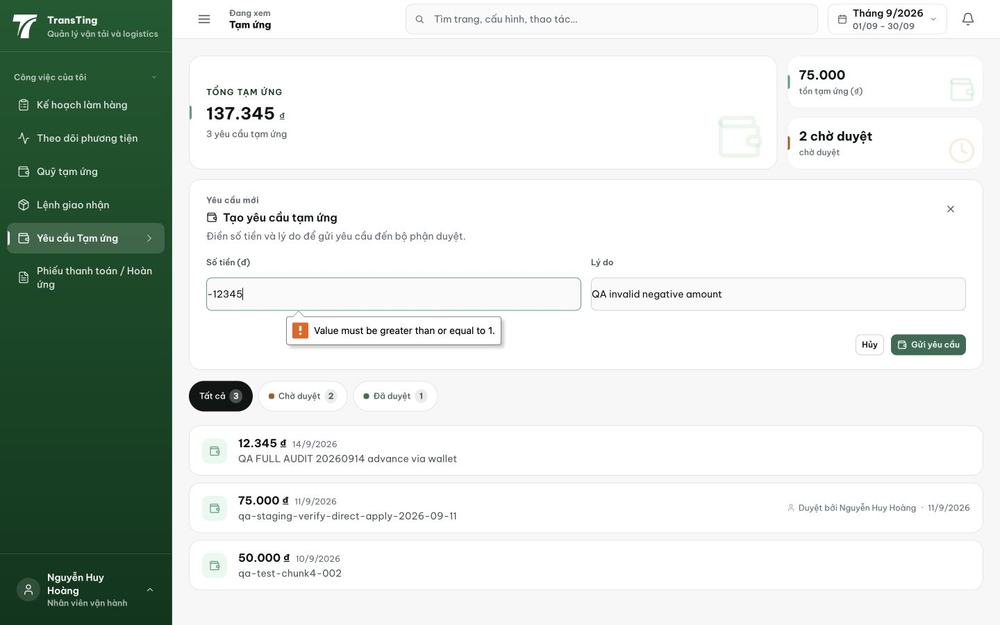 TransTing
Quản lý vận tải và logistics
Công việc của tôi
Kế hoạch làm hàng
Theo dõi phương tiện
Quỹ tạm ứng
Lệnh giao nhận
Yêu cầu Tạm ứng
Phiếu thanh toán / Hoàn
ứng
Nguyễn Huy
Hoàng
Nhân viên vận hành
Đang xem
Tạm ứng
Tìm trang, cấu hình, thao tác...
Tháng 9/2026
01/09 – 30/09
TỔNG TẠM ỨNG
137.345 ₫
3 yêu cầu tạm ứng
75.000
tồn tạm ứng (₫)
2 chờ duyệt
chờ duyệt
Yêu cầu mới
Tạo yêu cầu tạm ứng
Điền số tiền và lý do để gửi yêu cầu đến bộ phận duyệt.
Số tiền (đ)
Lý do
-12345
QA invalid negative amount
Value must be greater than or equal to 1.
Hủy
Gửi yêu cầu
Tất cả 3
Chờ duyệt 2
Đã duyệt 1
12.345 ₫ 14/9/2026
QA FULL AUDIT 20260914 advance via wallet
75.000 ₫ 11/9/2026
qa-staging-verify-direct-apply-2026-09-11
Duyệt bởi Nguyễn Huy Hoàng · 11/9/2026
50.000 ₫ 10/9/2026
qa-test-chunk4-002